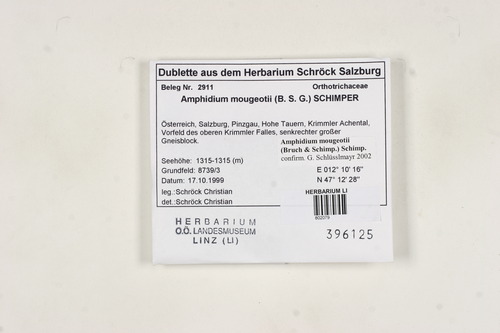 Dublette aus dem Herbarium Schröck Salzburg
Beleg Nr. 2911 Orthotrichaceae
Amphidium mougeotii (B. S. G.) SCHIMPER
Österreich, Salzburg, Pinzgau, Hohe Tauern, Krimmler Achental,
Vorfeld des oberen Krimmler Falles, senkrechter großer
Gneisblock.
Amphidium mougeotii
(Bruch & Schimp.) Schimp.
confirm. G. Schlüsslmayr 2002
Seehöhe: 1315-1315 (m)
Grundfeld: 8739/3 E 012° 10' 16"
Datum: 17.10.1999 N 47° 12' 28"
leg.:Schröck Christian
det.:Schröck Christian
HERBARIUM LI
602079
HERBARIUM
O.Ö. LANDESMUSEUM
LINZ (LI)
396125